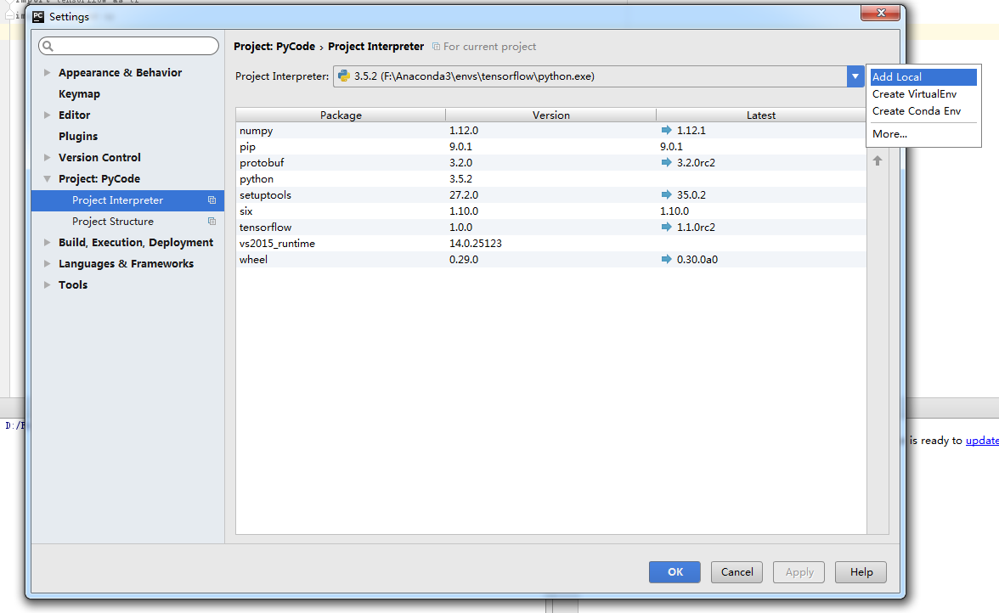 import tensorflow as tf
PC Settings
Project: PyCode › Project Interpreter For current project
Project Interpreter: 3.5.2 (F:\Anaconda3\envs\tensorflow\python.exe)
Appearance & Behavior
Keymap
Editor
Plugins
Version Control
Project: PyCode
Project Interpreter
Project Structure
Build, Execution, Deployment
Languages & Frameworks
Tools
Add Local
Create VirtualEnv
Create Conda Env
More...
Package Version Latest
numpy 1.12.0 1.12.1
pip 9.0.1 9.0.1
protobuf 3.2.0 3.2.0rc2
python 3.5.2
setuptools 27.2.0 35.0.2
six 1.10.0 1.10.0
tensorflow 1.0.0 1.1.0rc2
vs2015_runtime 14.0.25123
wheel 0.29.0 0.30.0a0
D:/
is ready to update
OK Cancel Apply Help